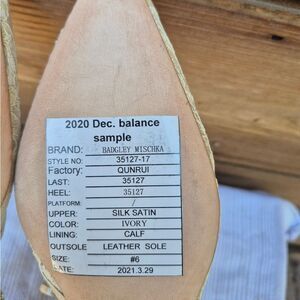 2020 Dec. balance
sample
BRAND: BADGLEY MISCHKA
STYLE NO: 35127-17
Factory: QUNRUI
LAST: 35127
HEEL: 35127
PLATFORM: /
UPPER: SILK SATIN
COLOR: IVORY
LINING: CALF
OUTSOLE LEATHER SOLE
SIZE: #6
DATE: 2021.3.29